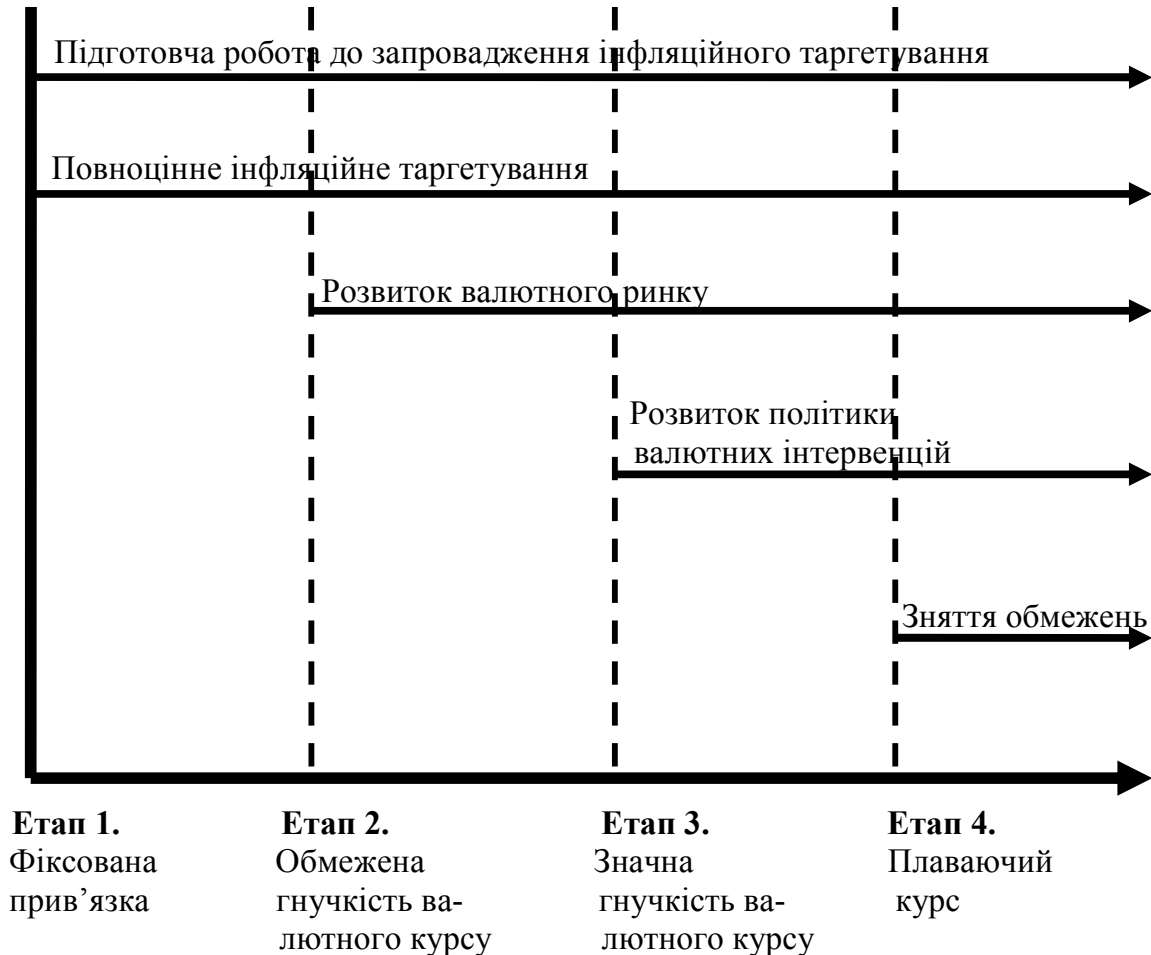 Підготовча робота до запровадження інфляційного таргетування
Повноцінне інфляційне таргетування
Розвиток валютного ринку
Розвиток політики
валютних інтервенцій
Зняття обмежень
Етап 1.
Фіксована
прив’язка
Етап 2.
Обмежена
гнучкість ва-
лютного курсу
Етап 3.
Значна
гнучкість ва-
лютного курсу
Етап 4.
Плаваючий
курс